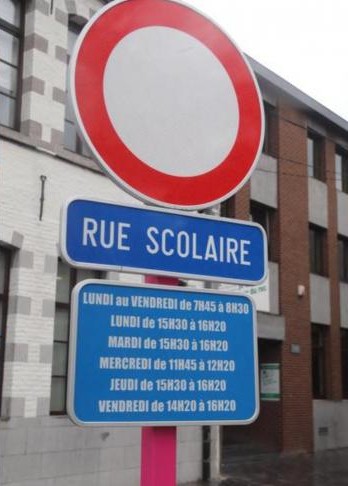 RUE SCOLAIRE
LUNDI au VENDREDI de 7H45 à 8H30
LUNDI de 15H30 à 16H20
MARDI de 15H30 à 16H20
MERCREDI de 11H45 à 12H20
JEUDI de 15H30 à 16H20
VENDREDI de 14H20 à 16H20